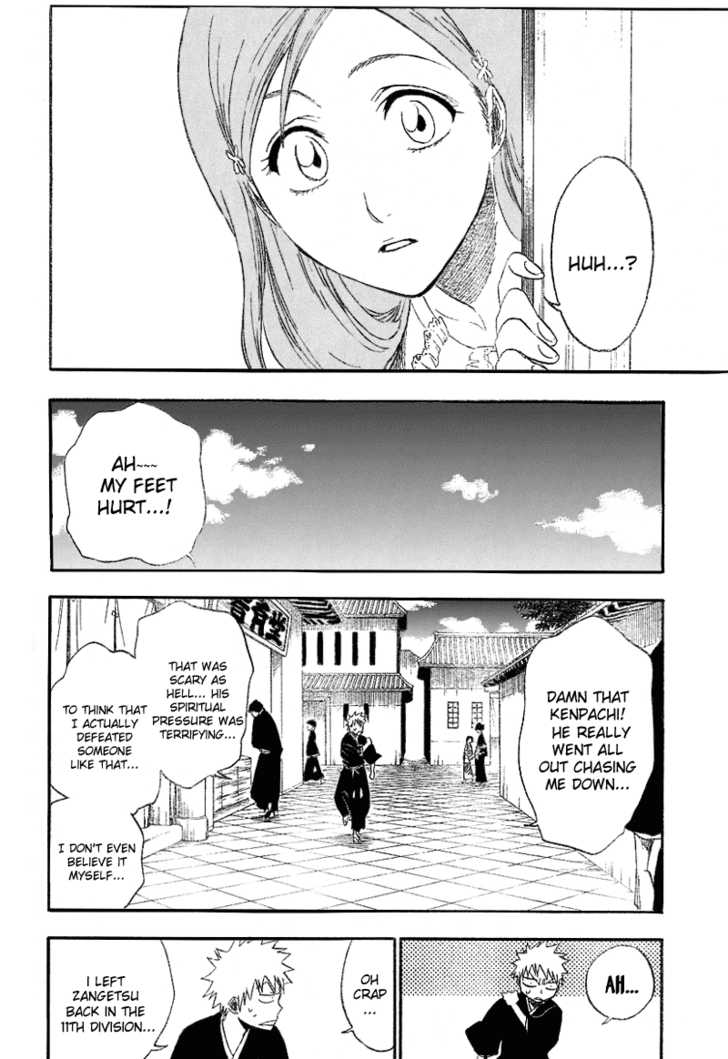 HUH...?
AH~~~
MY FEET
HURT...!
DAMN THAT
KENPACHI!
HE REALLY
WENT ALL
OUT CHASING
ME DOWN...
THAT WAS
SCARY AS
HELL... HIS
SPIRITUAL
PRESSURE WAS
TERRIFYING...
TO THINK THAT
I ACTUALLY
DEFEATED
SOMEONE
LIKE THAT...
I DON'T EVEN
BELIEVE IT
MYSELF...
AH...
OH
CRAP
...
I LEFT
ZANGETSU
BACK IN THE
11TH DIVISION...